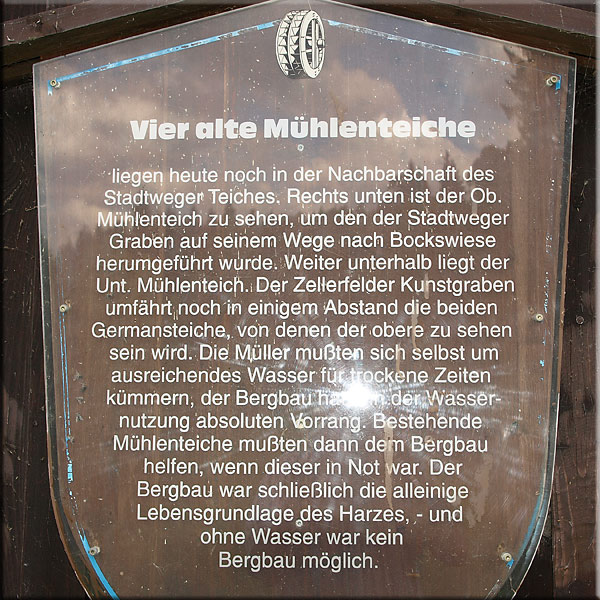 Vier alte Mühlenteiche
liegen heute noch in der Nachbarschaft des
Stadtweger Teiches. Rechts unten ist der Ob.
Mühlenteich zu sehen, um den der Stadtweger
Graben auf seinem Wege nach Bockswiese
herumgeführt wurde. Weiter unterhalb liegt der
Unt. Mühlenteich. Der Zellerfelder Kunstgraben
umfährt noch in einigem Abstand die beiden
Germansteiche, von denen der obere zu sehen
sein wird. Die Müller mußten sich selbst um
ausreichendes Wasser für trockene Zeiten
kümmern, der Bergbau in der Wasser-
nutzung absoluten Vorrang. Bestehende
Mühlenteiche mußten dann dem Bergbau
helfen, wenn dieser in Not war. Der
Bergbau war schließlich die alleinige
Lebensgrundlage des Harzes, - und
ohne Wasser war kein
Bergbau möglich.